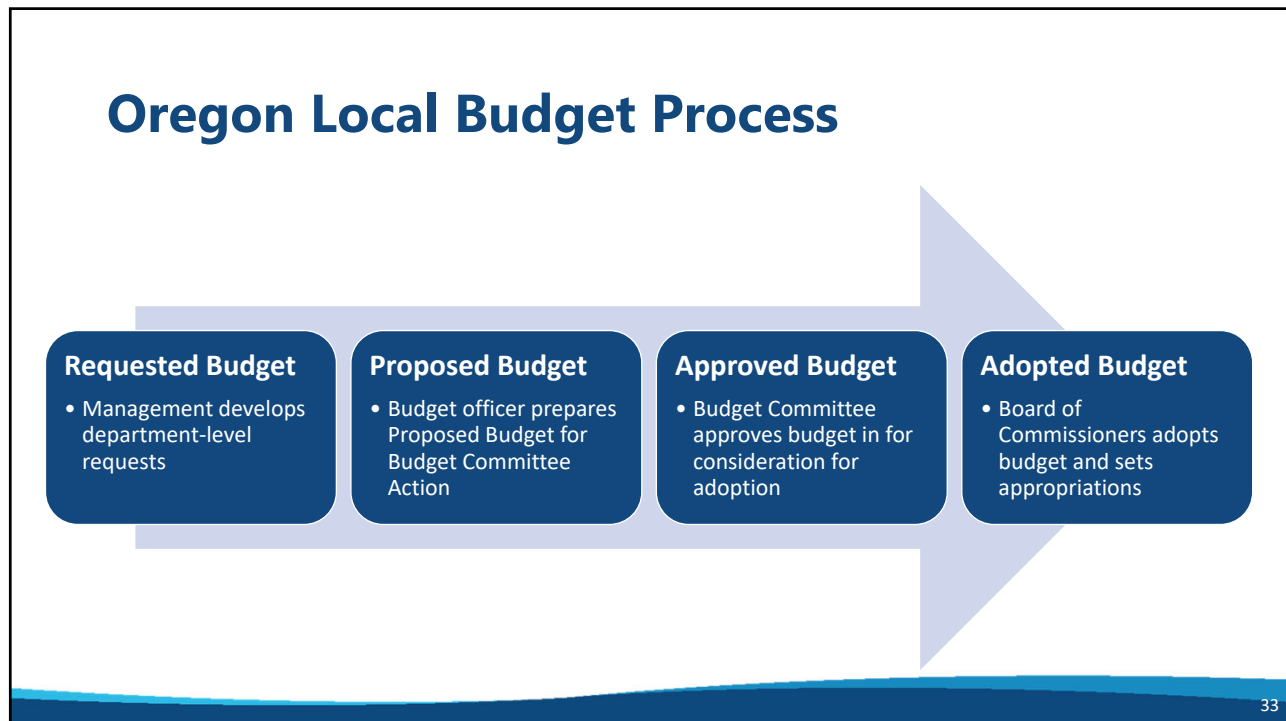 Oregon Local Budget Process
Requested Budget
• Management develops
department-level
requests
Proposed Budget
• Budget officer prepares
Proposed Budget for
Budget Committee
Action
Approved Budget
• Budget Committee
approves budget in for
consideration for
adoption
Adopted Budget
• Board of
Commissioners adopts
budget and sets
appropriations
33